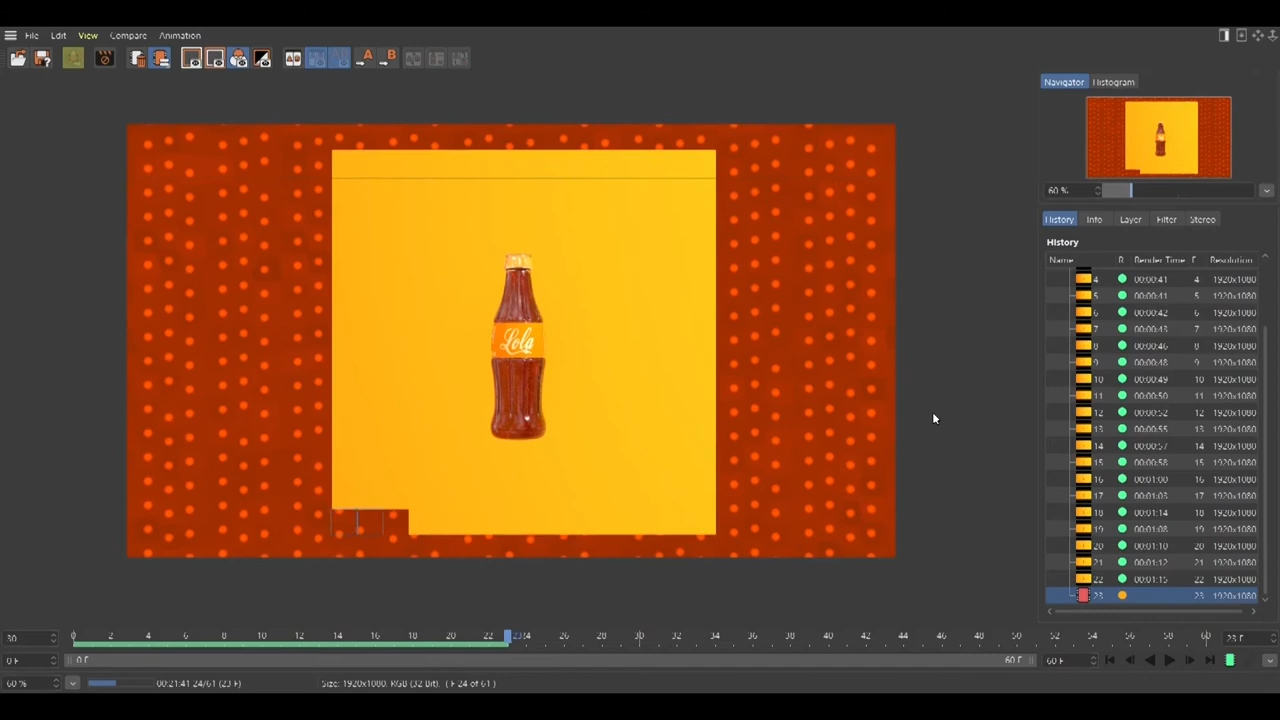 File Edit View Compare Animation
A B
Navigator Histogram
60 %
History Info Layer Filter Stereo
History
Name R Render Time F Resolution
4 00:00:41 4 1920x1080
5 00:00:41 5 1920x1080
6 00:00:42 6 1920x1080
7 00:00:43 7 1920x1080
8 00:00:46 8 1920x1080
9 00:00:48 9 1920x1080
10 00:00:49 10 1920x1080
11 00:00:50 11 1920x1080
12 00:00:52 12 1920x1080
13 00:00:55 13 1920x1080
14 00:00:57 14 1920x1080
15 00:00:58 15 1920x1080
16 00:01:00 16 1920x1080
17 00:01:03 17 1920x1080
18 00:01:14 18 1920x1080
19 00:01:08 19 1920x1080
20 00:01:10 20 1920x1080
21 00:01:12 21 1920x1080
22 00:01:15 22 1920x1080
23 23 1920x1080
Lola
30 0 2 4 6 8 10 12 14 16 18 20 22 2324 26 28 30 32 34 36 38 40 42 44 46 48 50 52 54 56 58 60 23 F
0 F 0 F 60 F 60 F
60 % 00:21:41 24/61 (23 F) Size: 1920x1080, RGB (32 Bit), ( F 24 of 61 )